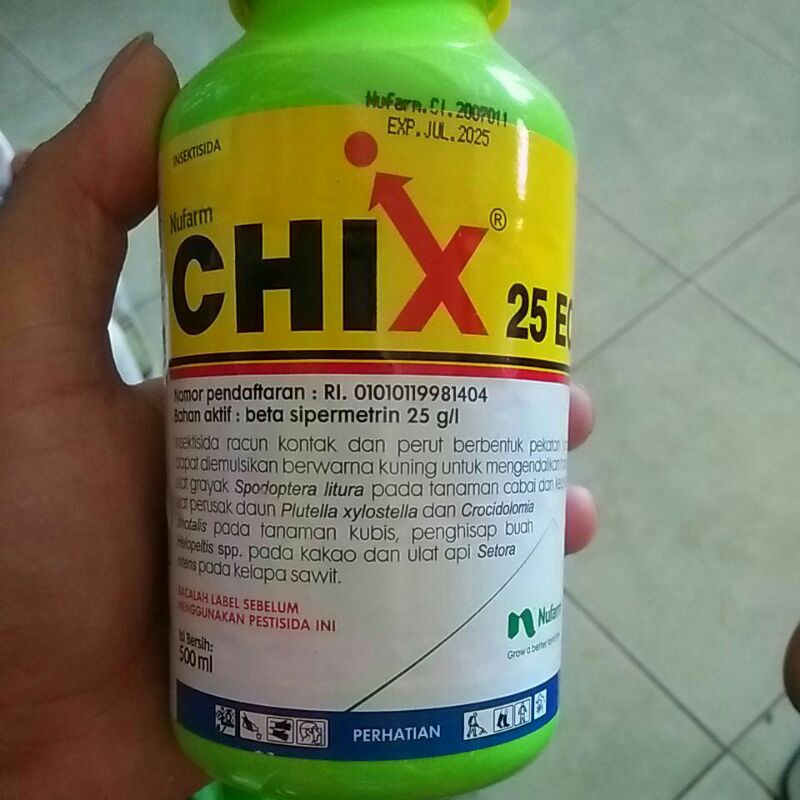 Nufarm.CI.2007011
EXP.JUL.2025
INSEKTISIDA
Nufarm
CHIX®
25 EC
Nomor pendaftaran : RI. 01010119981404
Bahan aktif : beta sipermetrin 25 g/l
insektisida racun kontak dan perut berbentuk pekatan
dapat diemulsikan berwarna kuning untuk mengendalikan
ulat grayak Spodoptera litura pada tanaman cabai dan
ulat perusak daun Plutella xylostella dan Crocidolomia
binotalis pada tanaman kubis, penghisap buah
Helopeltis spp. pada kakao dan ulat api Setora
nitens pada kelapa sawit.
BACALAH LABEL SEBELUM
MENGGUNAKAN PESTISIDA INI
Isi Bersih:
500 ml
Nufarm
Grow a better
PERHATIAN